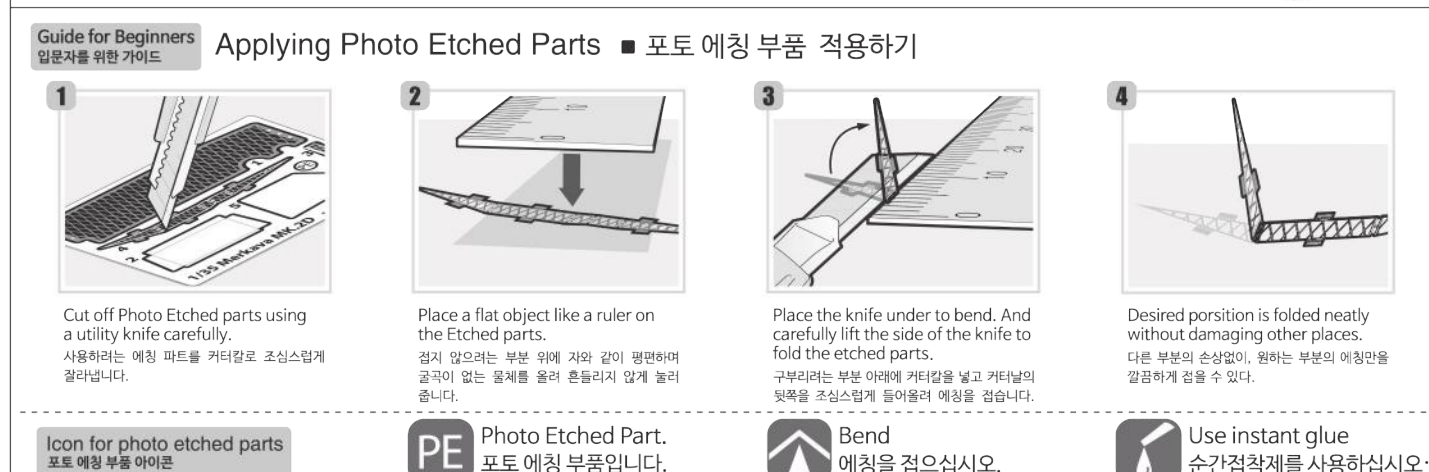 Guide for Beginners
입문자를 위한 가이드
Applying Photo Etched Parts ■ 포토 에칭 부품 적용하기
1
1
3
5
4
2
1/35 Merkava MK.2D
Cut off Photo Etched parts using
a utility knife carefully.
사용하려는 에칭 파트를 커터칼로 조심스럽게
잘라냅니다.
2
10
0
Place a flat object like a ruler on
the Etched parts.
접지 않으려는 부분 위에 자와 같이 평편하며
굴곡이 없는 물체를 올려 흔들리지 않게 눌러
줍니다.
3
20
10
0
Place the knife under to bend. And
carefully lift the side of the knife to
fold the etched parts.
구부리려는 부분 아래에 커터칼을 넣고 커터날의
뒷쪽을 조심스럽게 들어올려 에칭을 접습니다.
4
Desired porsition is folded neatly
without damaging other places.
다른 부분의 손상없이, 원하는 부분의 에칭만을
깔끔하게 접을 수 있다.
Icon for photo etched parts
포토 에칭 부품 아이콘
PE
Photo Etched Part.
포토 에칭 부품입니다.
Bend
에칭을 접으십시오.
Use instant glue
순간접착제를 사용하십시오